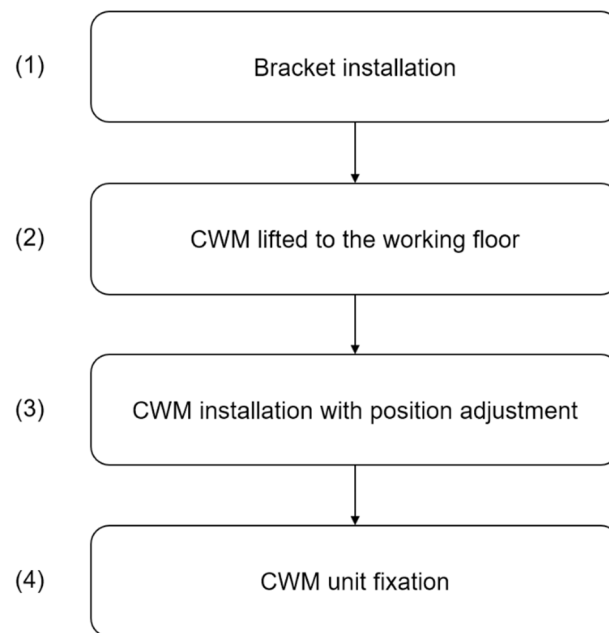 (1) Bracket installation
(2) CWM lifted to the working floor
(3) CWM installation with position adjustment
(4) CWM unit fixation